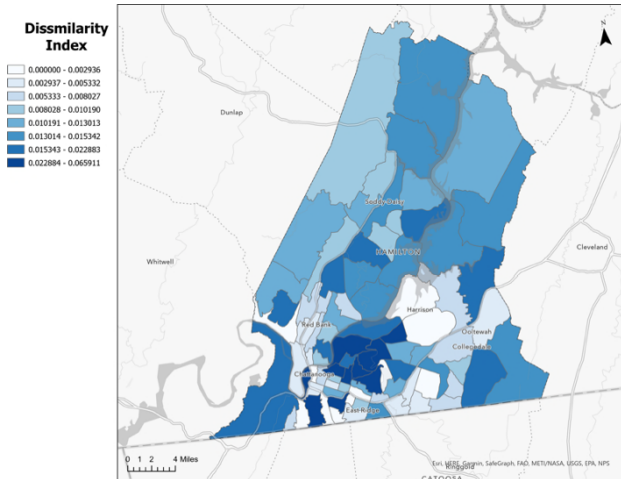 Dissmilarity
Index
0.000000 - 0.002936
0.002937 - 0.005332
0.005333 - 0.008027
0.008028 - 0.010190
0.010191 - 0.013013
0.013014 - 0.015342
0.015343 - 0.022883
0.022884 - 0.065911
N
Dunlap
Soddy-Daisy
HAMILTON
Cleveland
Whitwell
Harrison
Red Bank
Ooltewah
Collegedale
Chattanooga
East Ridge
0 1 2 4 Miles
Esri, HERE, Garmin, SafeGraph, FAO, METI/NASA, USGS, EPA, NPS
Ringgold
CATOOSA